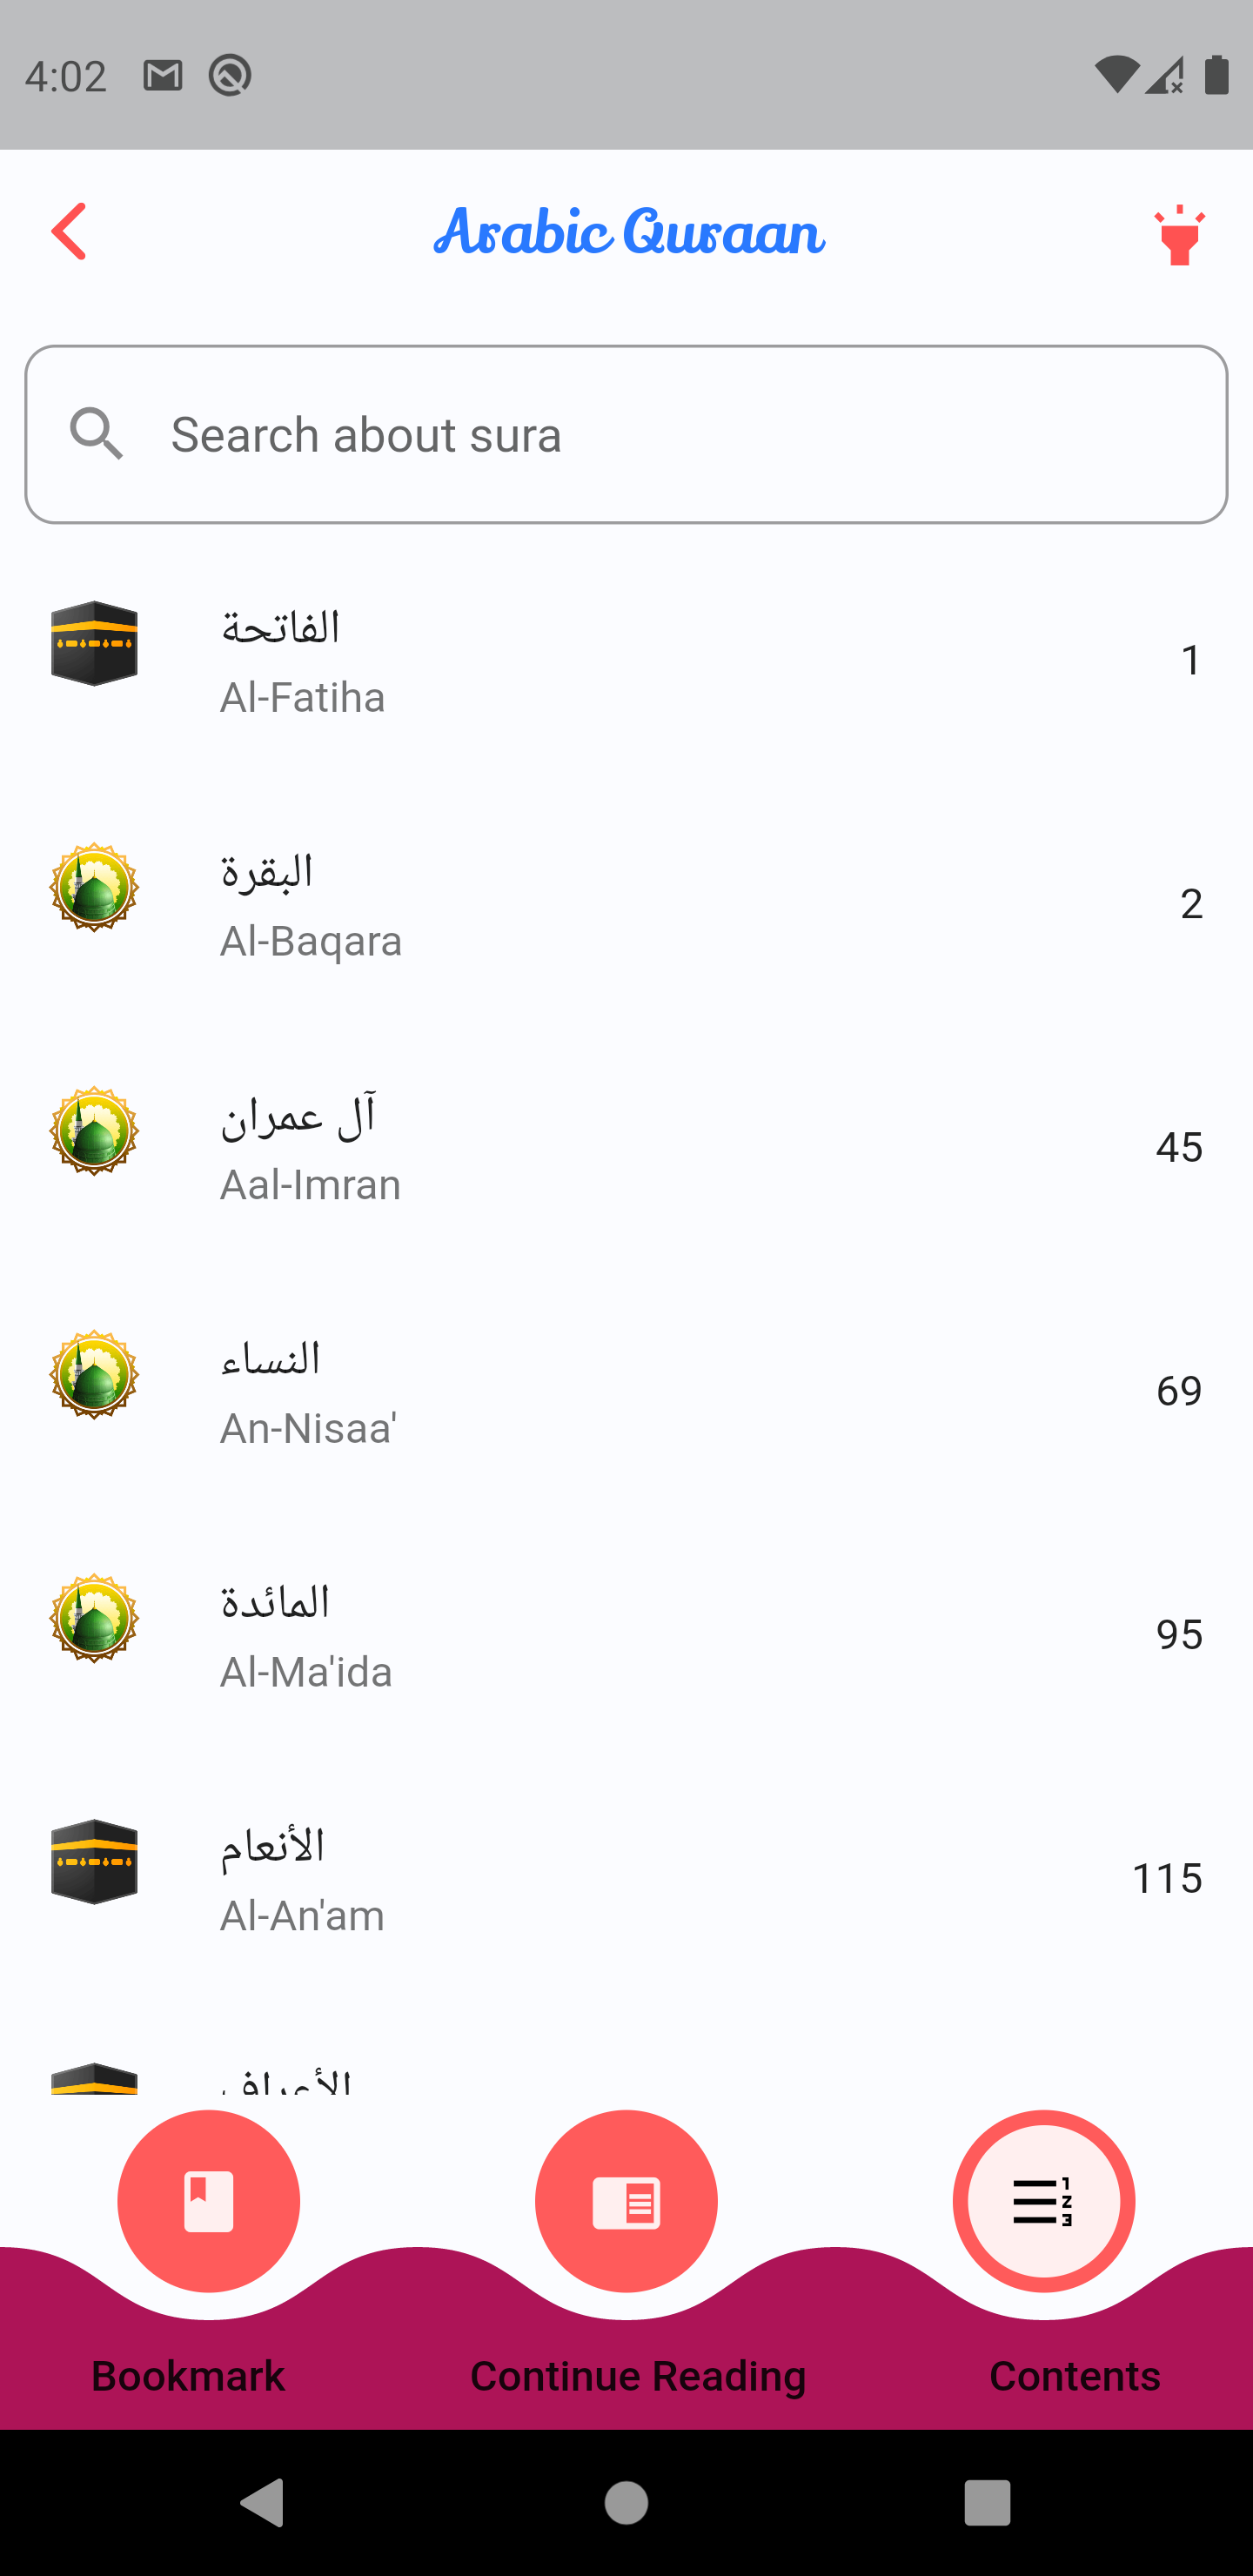 4:02
Arabic Quraan
Search about sura
الفاتحة
Al-Fatiha
1
البقرة
Al-Baqara
2
آل عمران
Aal-Imran
45
النساء
An-Nisaa'
69
المائدة
Al-Ma'ida
95
الأنعام
Al-An'am
115
الأعراف
Bookmark
Continue Reading
Contents